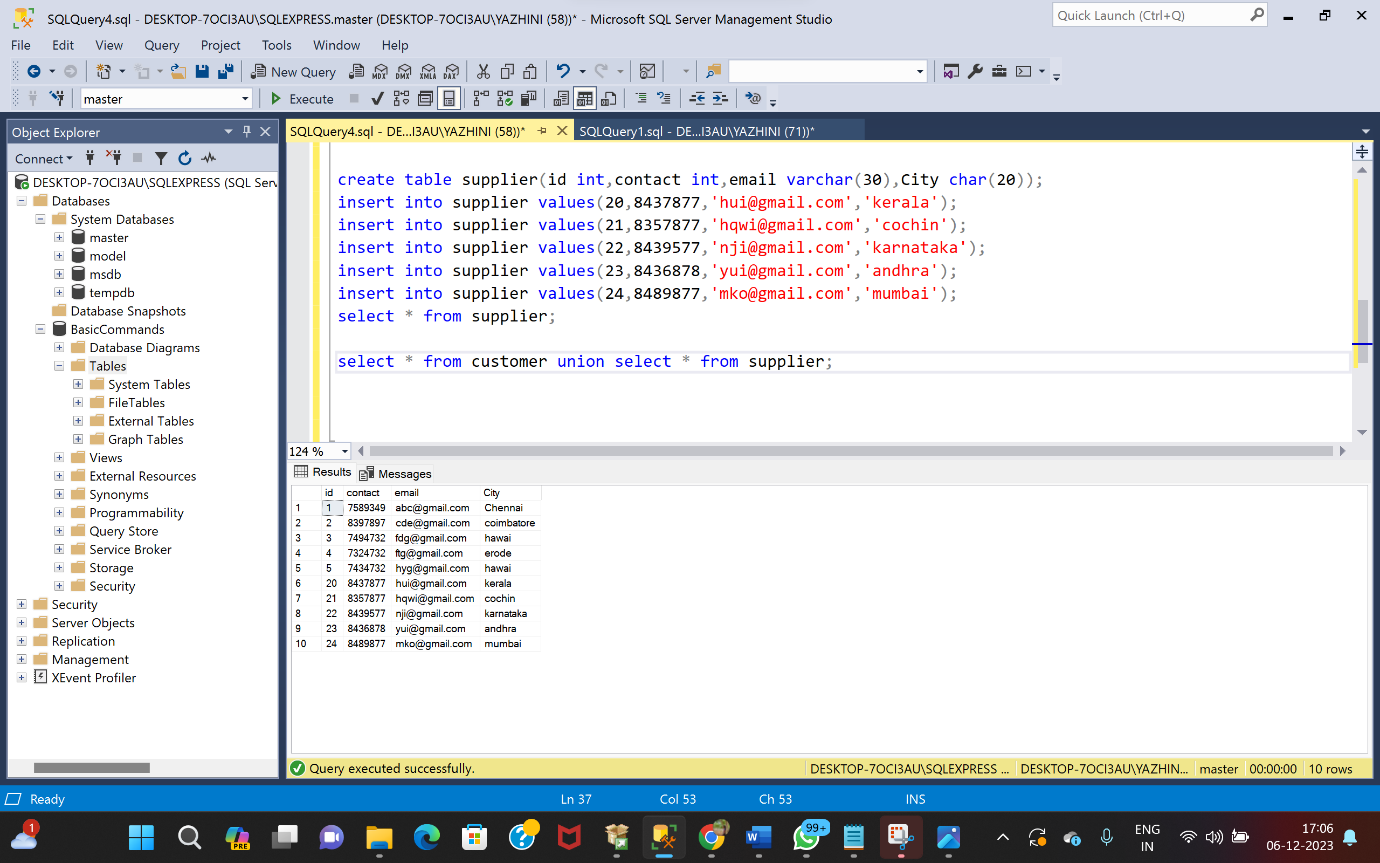 SQLQuery4.sql - DESKTOP-7OCI3AU\SQLEXPRESS.master (DESKTOP-7OCI3AU\YAZHINI (58))* - Microsoft SQL Server Management Studio
Quick Launch (Ctrl+Q)
File Edit View Query Project Tools Window Help
New Query MDX DMX XMLA DAX
master Execute
Object Explorer
SQLQuery4.sql - DE...I3AU\YAZHINI (58))* SQLQuery1.sql - DE...I3AU\YAZHINI (71))*
Connect
DESKTOP-7OCI3AU\SQLEXPRESS (SQL Ser
Databases
System Databases
master
model
msdb
tempdb
Database Snapshots
BasicCommands
Database Diagrams
Tables
System Tables
FileTables
External Tables
Graph Tables
Views
External Resources
Synonyms
Programmability
Query Store
Service Broker
Storage
Security
Security
Server Objects
Replication
Management
XEvent Profiler
create table supplier(id int,contact int,email varchar(30),City char(20));
insert into supplier values(20,8437877,'hui@gmail.com','kerala');
insert into supplier values(21,8357877,'hqwi@gmail.com','cochin');
insert into supplier values(22,8439577,'nji@gmail.com','karnataka');
insert into supplier values(23,8436878,'yui@gmail.com','andhra');
insert into supplier values(24,8489877,'mko@gmail.com','mumbai');
select * from supplier;
select * from customer union select * from supplier;
124 %
Results Messages
id contact email City
1 1 7589349 abc@gmail.com Chennai
2 2 8397897 cde@gmail.com coimbatore
3 3 7494732 fdg@gmail.com hawai
4 4 7324732 ftg@gmail.com erode
5 5 7434732 hyg@gmail.com hawai
6 20 8437877 hui@gmail.com kerala
7 21 8357877 hqwi@gmail.com cochin
8 22 8439577 nji@gmail.com karnataka
9 23 8436878 yui@gmail.com andhra
10 24 8489877 mko@gmail.com mumbai
Query executed successfully. DESKTOP-7OCI3AU\SQLEXPRESS ... DESKTOP-7OCI3AU\YAZHIN... master 00:00:00 10 rows
Ready Ln 37 Col 53 Ch 53 INS
1 PRE 99+ ENG 17:06
IN 06-12-2023